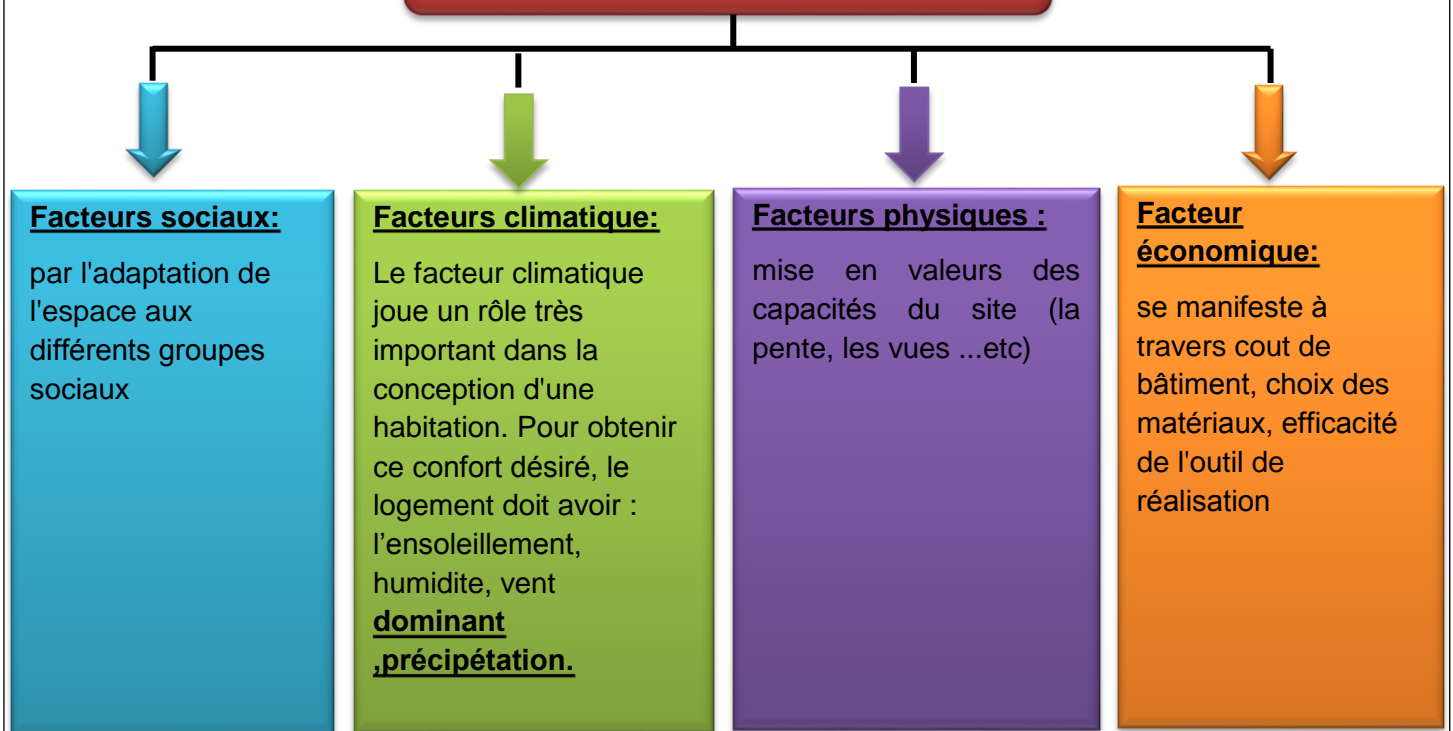 Facteurs sociaux:
par l'adaptation de
l'espace aux
différents groupes
sociaux
Facteurs climatique:
Le facteur climatique
joue un rôle très
important dans la
conception d'une
habitation. Pour obtenir
ce confort désiré, le
logement doit avoir :
l’ensoleillement,
humidite, vent
dominant
,précipétation.
Facteurs physiques :
mise en valeurs des
capacités du site (la
pente, les vues ...etc)
Facteur
économique:
se manifeste à
travers cout de
bâtiment, choix des
matériaux, efficacité
de l'outil de
réalisation